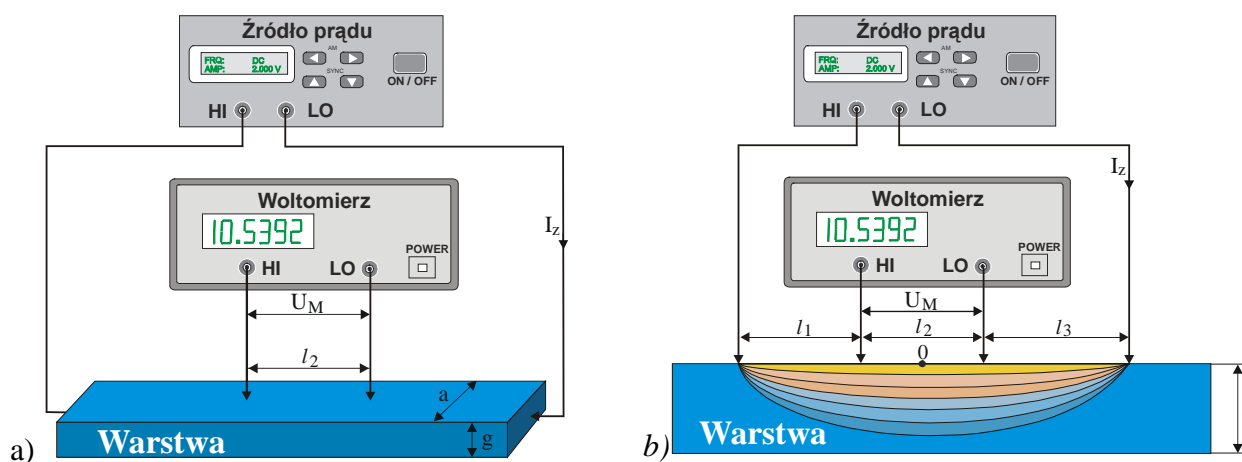 Źródło prądu
FRQ: DC
AMP: 2.000 V
AM
SYNC
ON / OFF
HI LO
Woltomierz
10.5392
POWER
HI LO
I_z
U_M
l_2
a
g
Warstwa
a)
Źródło prądu
FRQ: DC
AMP: 2.000 V
AM
SYNC
ON / OFF
HI LO
I_z
Woltomierz
10.5392
POWER
HI LO
U_M
l_1 l_2 l_3
0
Warstwa
b)